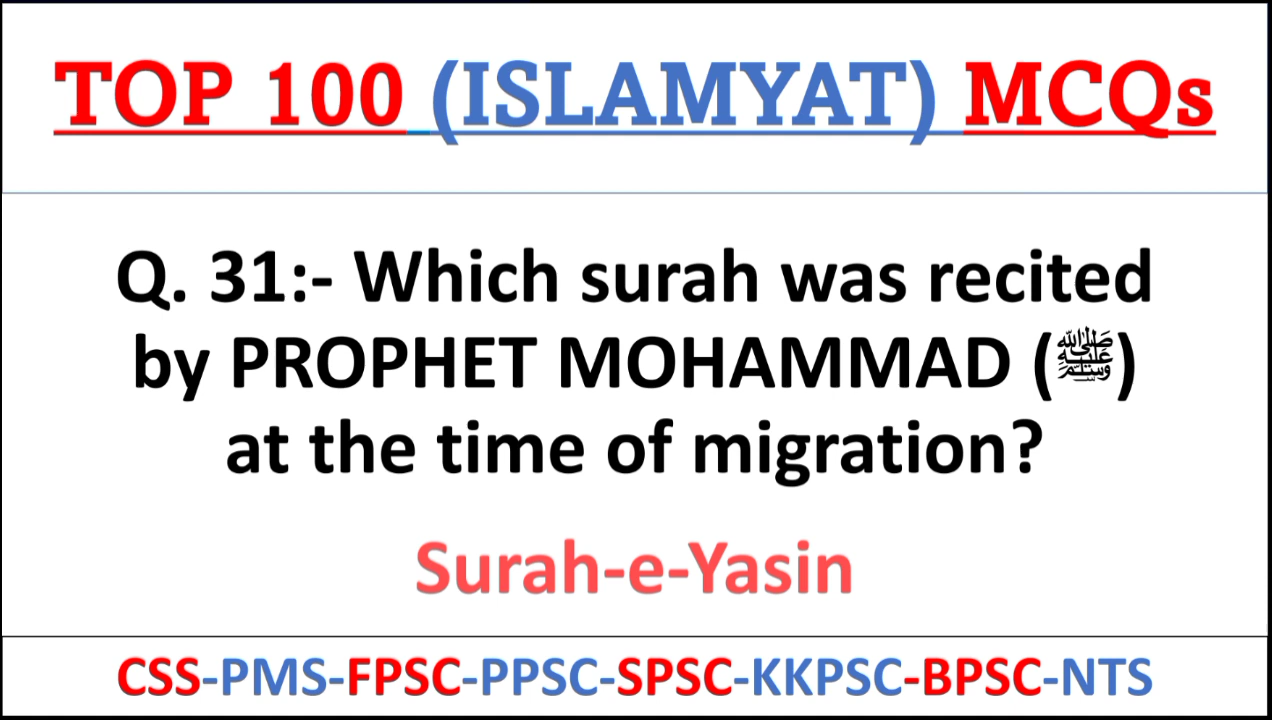 TOP 100 (ISLAMYAT) MCQs
Q. 31:- Which surah was recited
by PROPHET MOHAMMAD (ﷺ)
at the time of migration?
Surah-e-Yasin
CSS-PMS-FPSC-PPSC-SPSC-KKPSC-BPSC-NTS